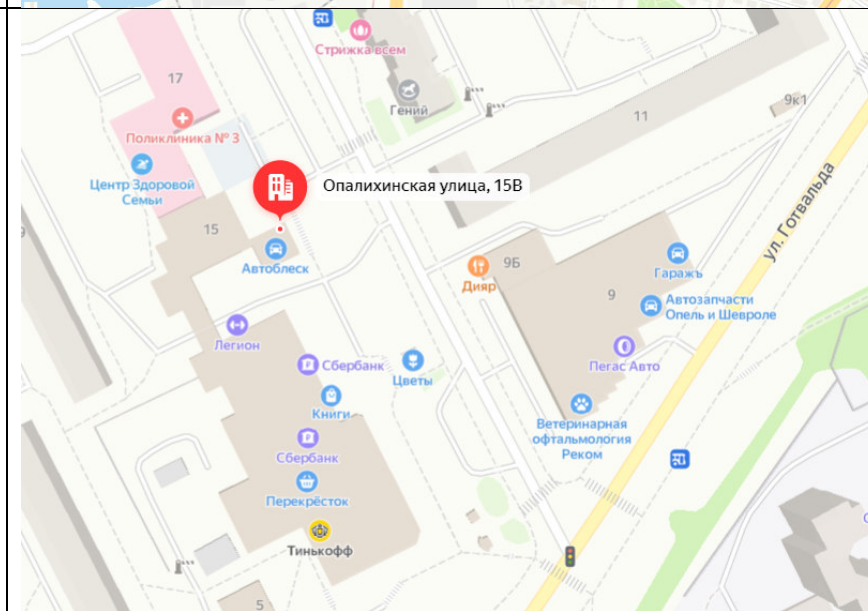 Стрижка всем
17
Гений
9к1
11
Поликлиника № 3
Центр Здоровой
Семьи
Опалихинская улица, 15В
ул. Готвальда
15
Автоблеск
9Б
Гаражъ
Дияр
9
Автозапчасти
Опель и Шевроле
Легион
Сбербанк
Цветы
Пегас Авто
Книги
Ветеринарная
офтальмология
Реком
Сбербанк
Перекрёсток
Тинькофф
5